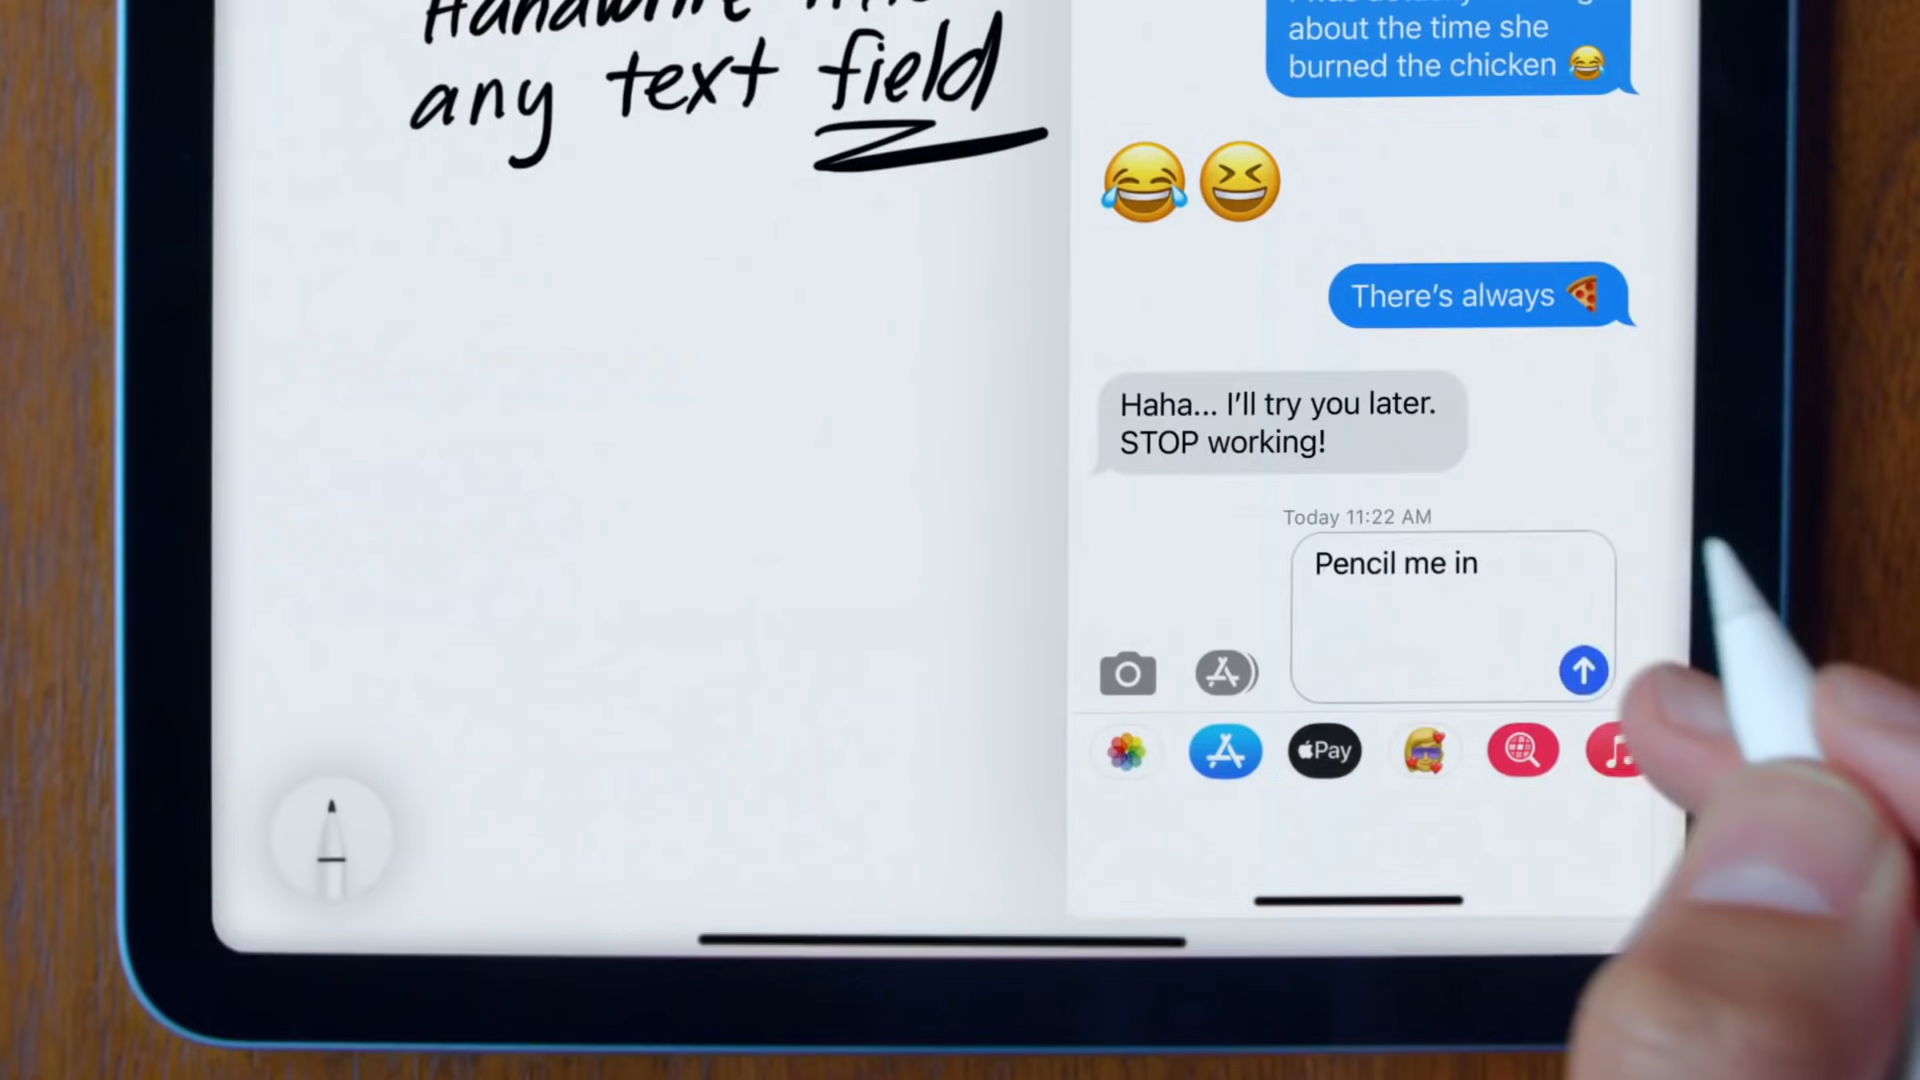 any text field
about the time she
burned the chicken 😂
😂😆
There's always 🍕
Haha... I'll try you later.
STOP working!
Today 11:22 AM
Pencil me in
Pay